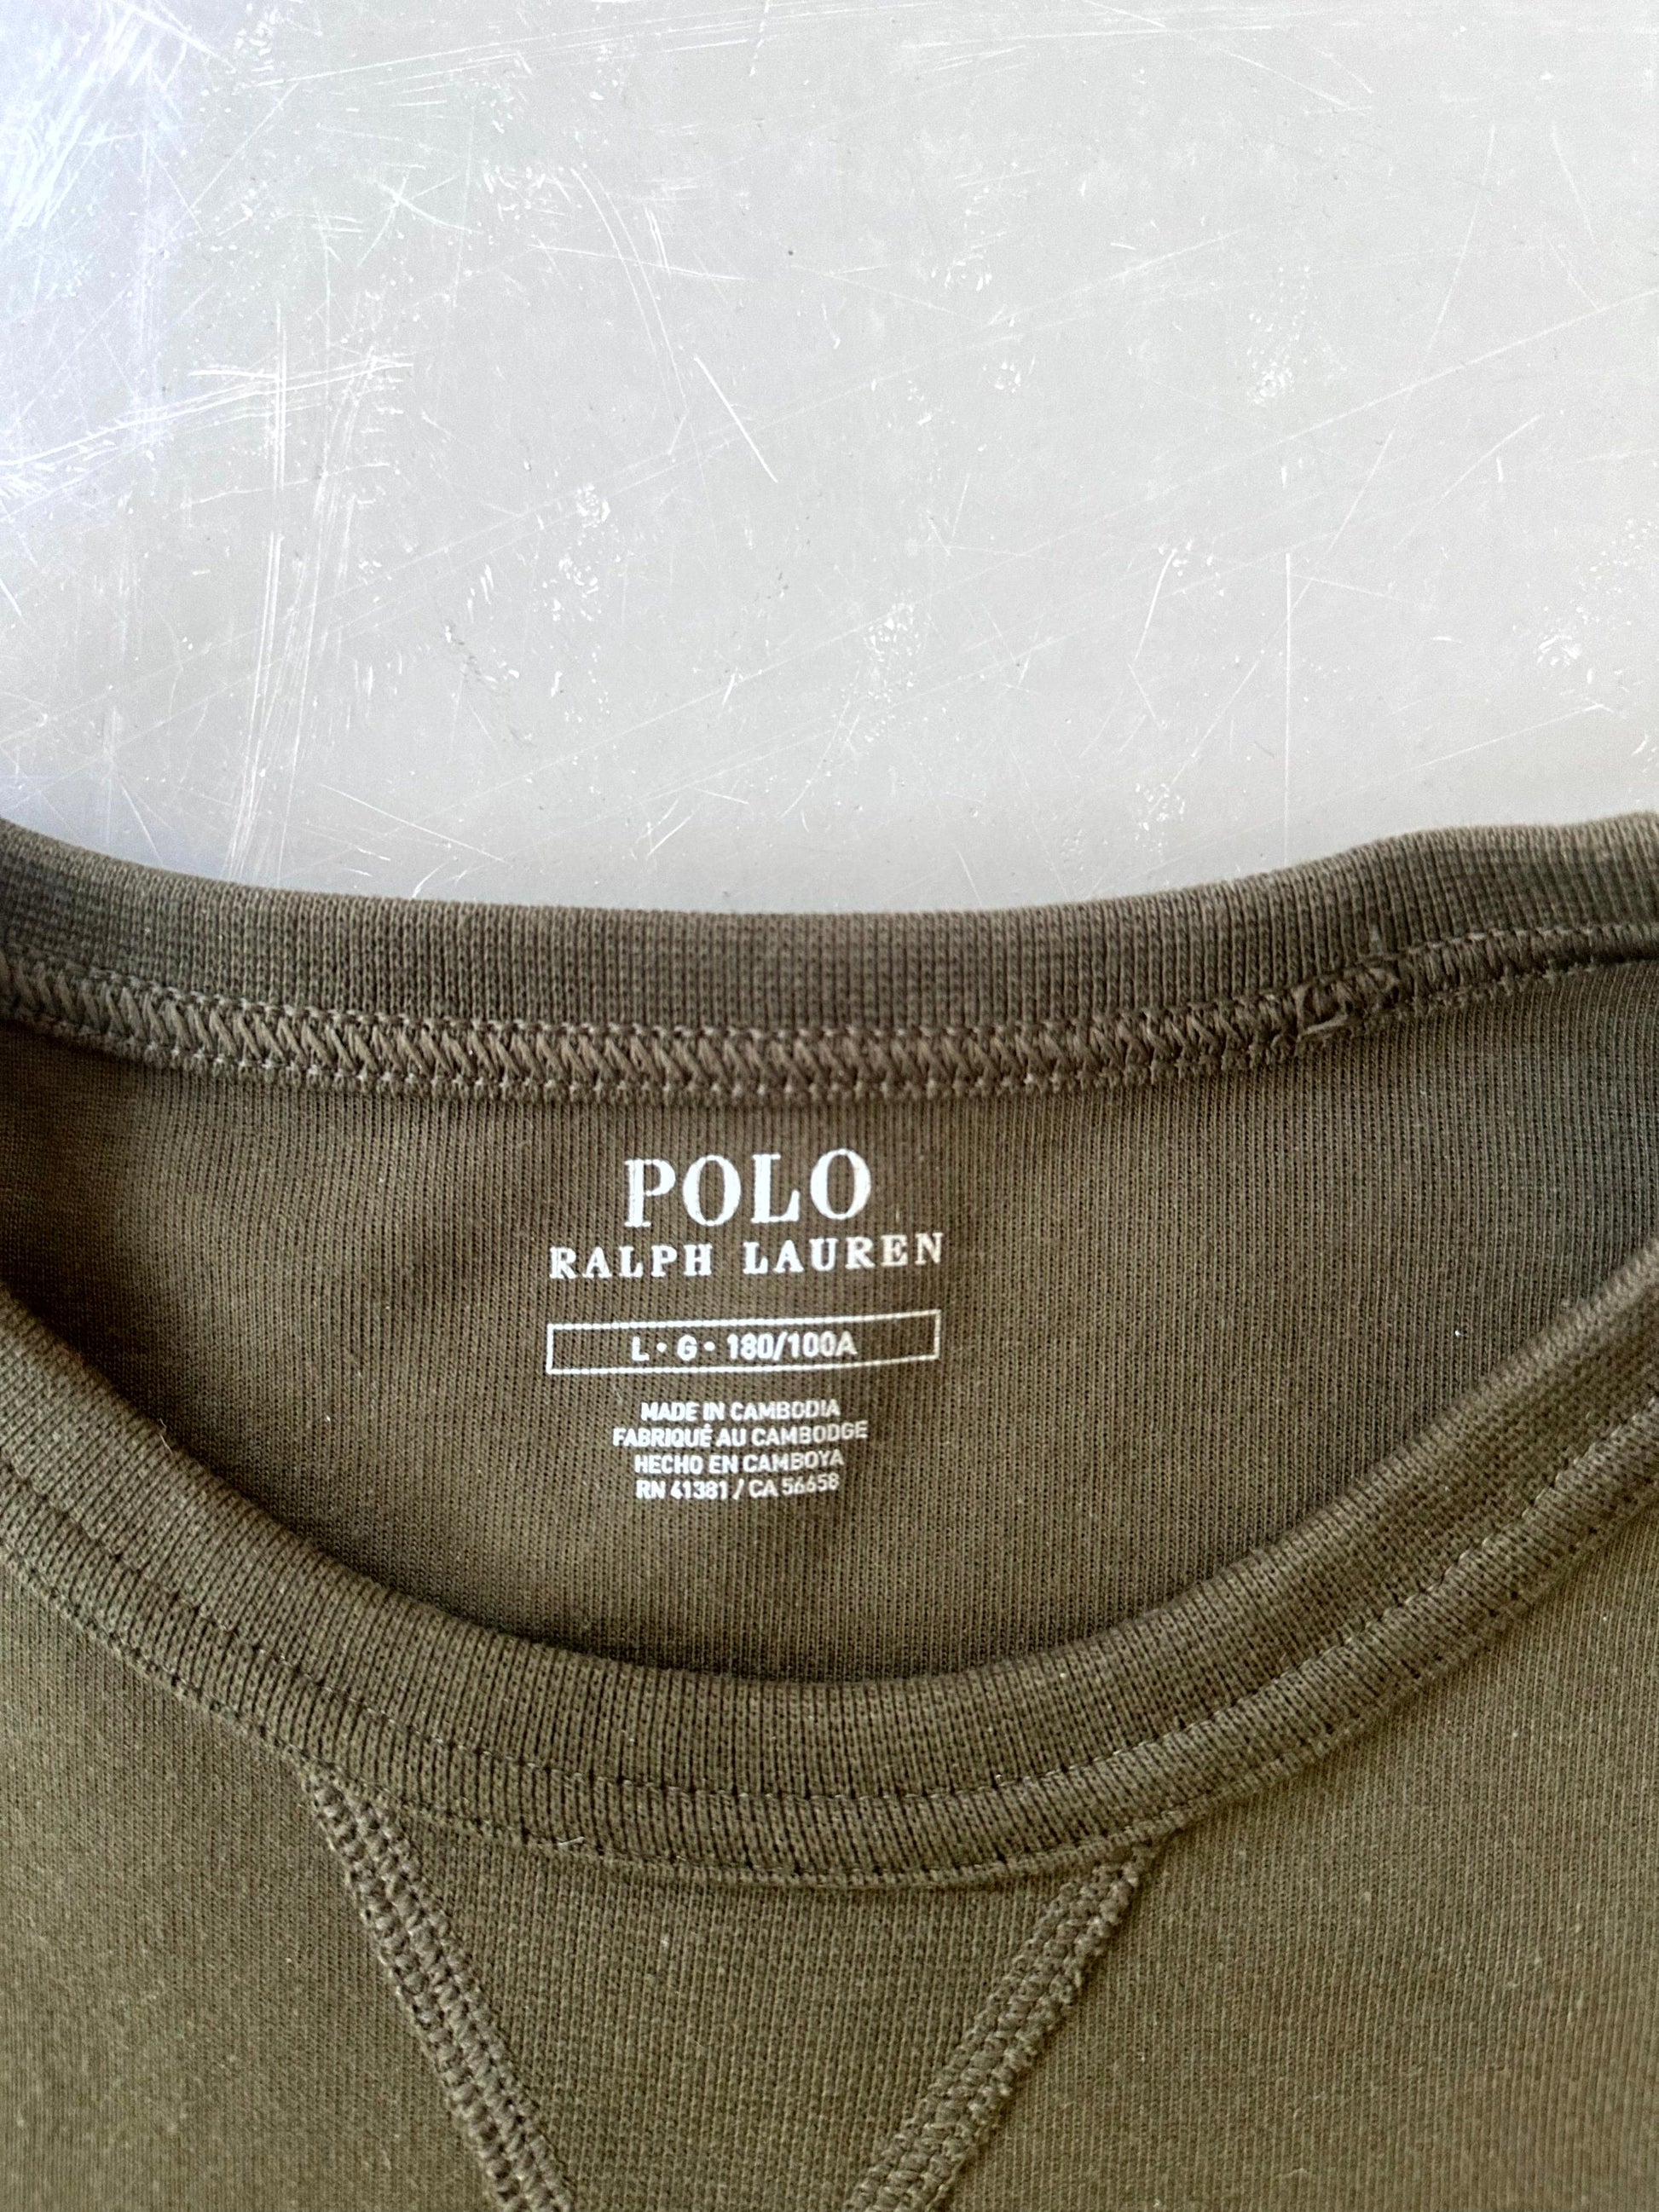 POLO
RALPH LAUREN
L • G • 180/100A
MADE IN CAMBODIA
FABRIQUÉ AU CAMBODGE
HECHO EN CAMBOYA
RN 41381 / CA 56658